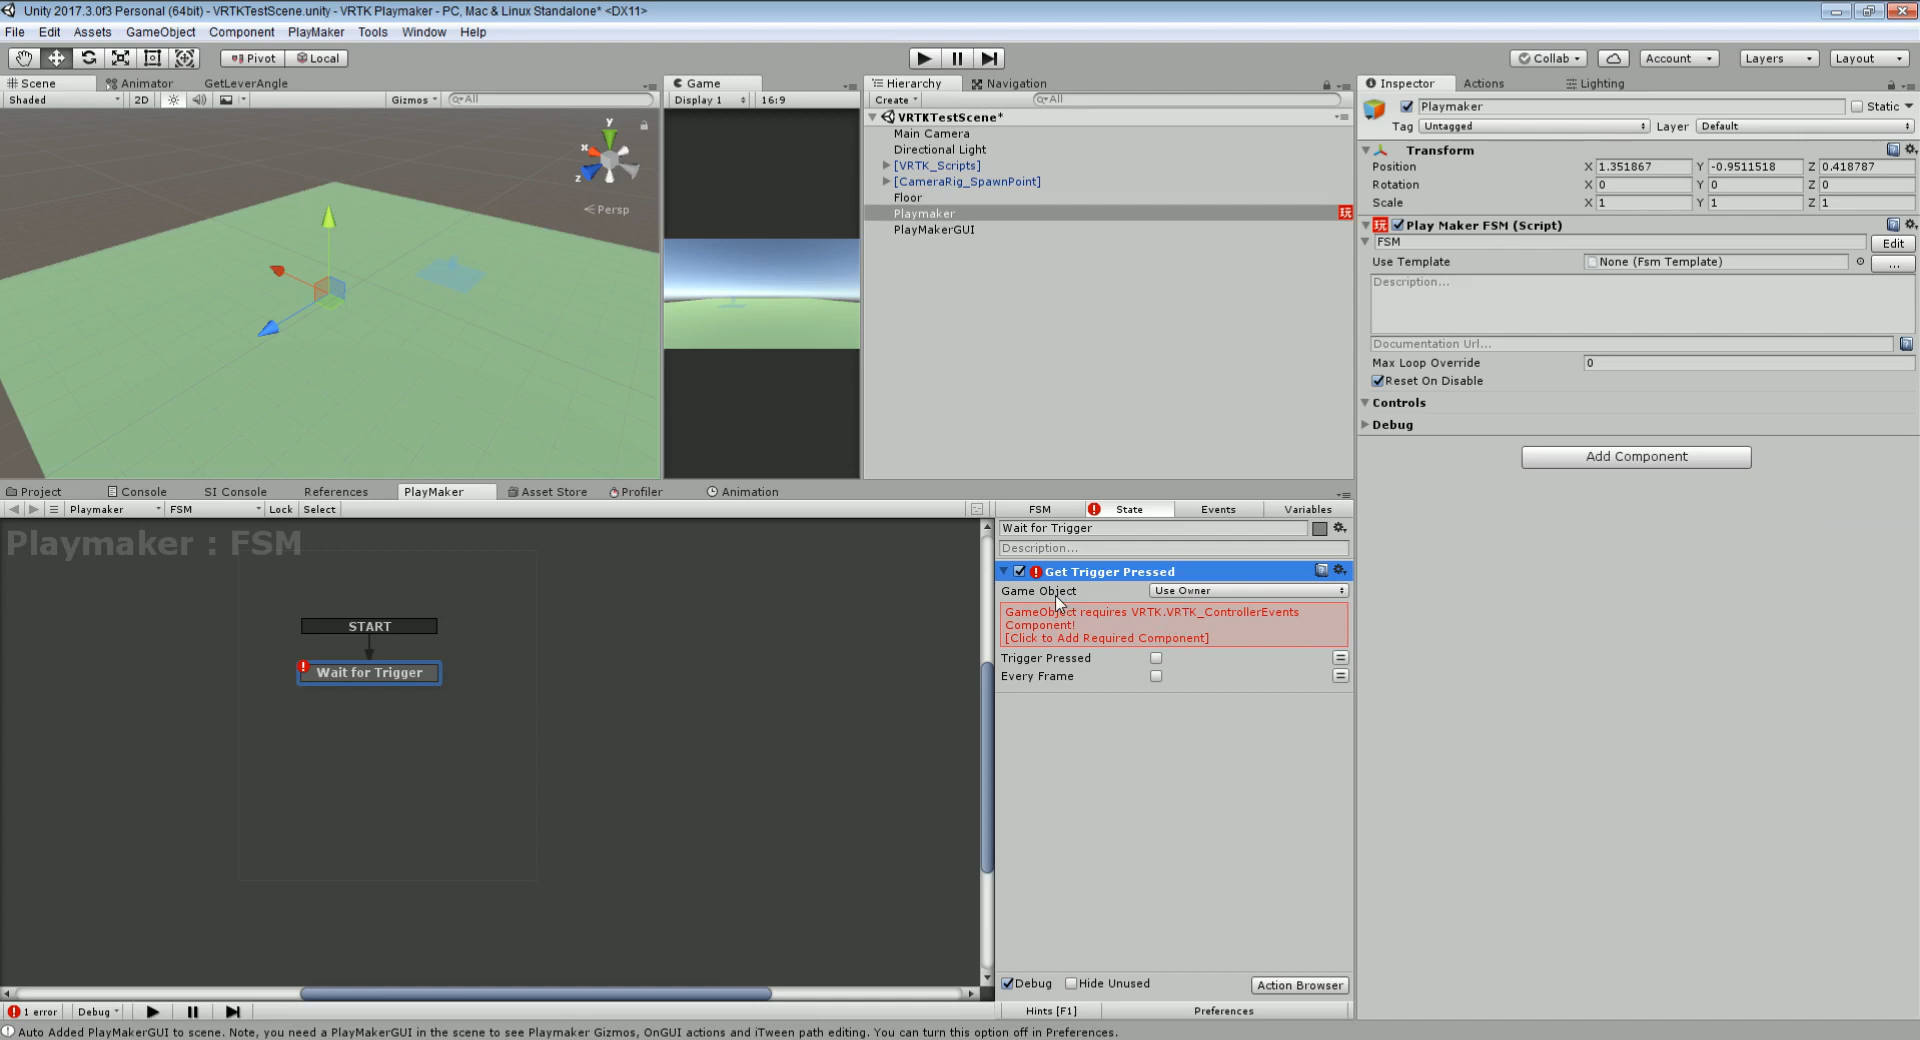 Unity 2017.3.0f3 Personal (64bit) - VRTKTestScene.unity - VRTK Playmaker - PC, Mac & Linux Standalone* <DX11>
File Edit Assets GameObject Component PlayMaker Tools Window Help
Pivot Local Collab Account Layers Layout
Scene Animator GetLeverAngle
Shaded 2D Gizmos All
y
x
z
Persp
Game
Display 1 16:9
Hierarchy Navigation
Create All
VRTKTestScene*
Main Camera
Directional Light
[VRTK_Scripts]
[CameraRig_SpawnPoint]
Floor
Playmaker 玩
PlayMakerGUI
Inspector Actions Lighting
Playmaker Static
Tag Untagged Layer Default
Transform
Position X 1.351867 Y -0.9511518 Z 0.418787
Rotation X 0 Y 0 Z 0
Scale X 1 Y 1 Z 1
玩 Play Maker FSM (Script)
FSM Edit
Use Template None (Fsm Template) ...
Description...
Documentation Url...
Max Loop Override 0
Reset On Disable
Controls
Debug
Add Component
Project Console SI Console References PlayMaker Asset Store Profiler Animation
Playmaker FSM Lock Select
Playmaker : FSM
START
Wait for Trigger
FSM State Events Variables
Wait for Trigger
Description...
Get Trigger Pressed
Game Object Use Owner
GameObject requires VRTK.VRTK_ControllerEvents
Component!
[Click to Add Required Component]
Trigger Pressed
Every Frame
Debug Hide Unused Action Browser
1 error Debug
Hints [F1] Preferences
Auto Added PlayMakerGUI to scene. Note, you need a PlayMakerGUI in the scene to see Playmaker Gizmos, OnGUI actions and iTween path editing. You can turn this option off in Preferences.